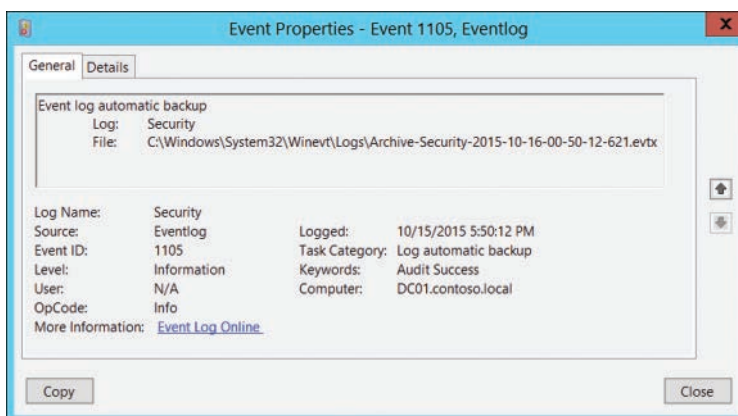 Event Properties - Event 1105, Eventlog
X
General Details
Event log automatic backup
Log: Security
File: C:\Windows\System32\Winevt\Logs\Archive-Security-2015-10-16-00-50-12-621.evtx
Log Name: Security
Source: Eventlog Logged: 10/15/2015 5:50:12 PM
Event ID: 1105 Task Category: Log automatic backup
Level: Information Keywords: Audit Success
User: N/A Computer: DC01.contoso.local
OpCode: Info
More Information: Event Log Online
Copy Close